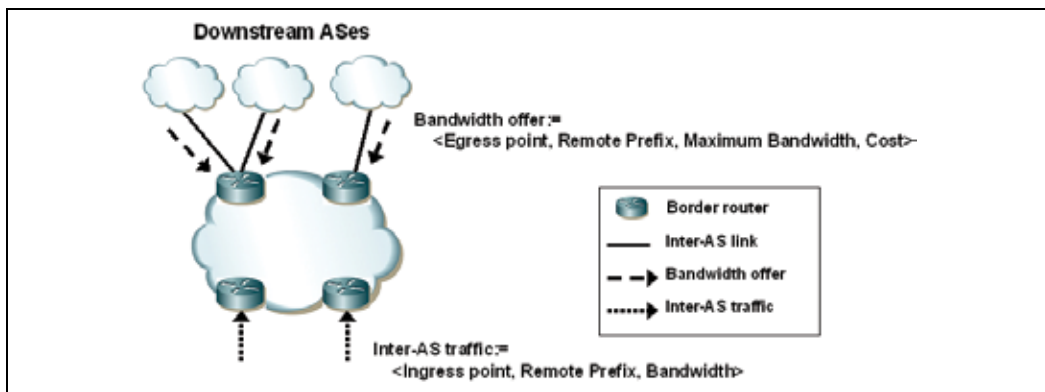 Downstream ASes
Bandwidth offer:=
<Egress point, Remote Prefix, Maximum Bandwidth, Cost>
Border router
Inter-AS link
Bandwidth offer
Inter-AS traffic
Inter-AS traffic:=
<Ingress point, Remote Prefix, Bandwidth>